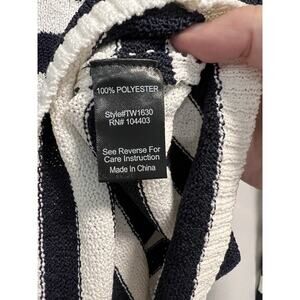 100% POLYESTER
Style#TW1630
RN# 104403
See Reverse For
Care Instruction
Made In China